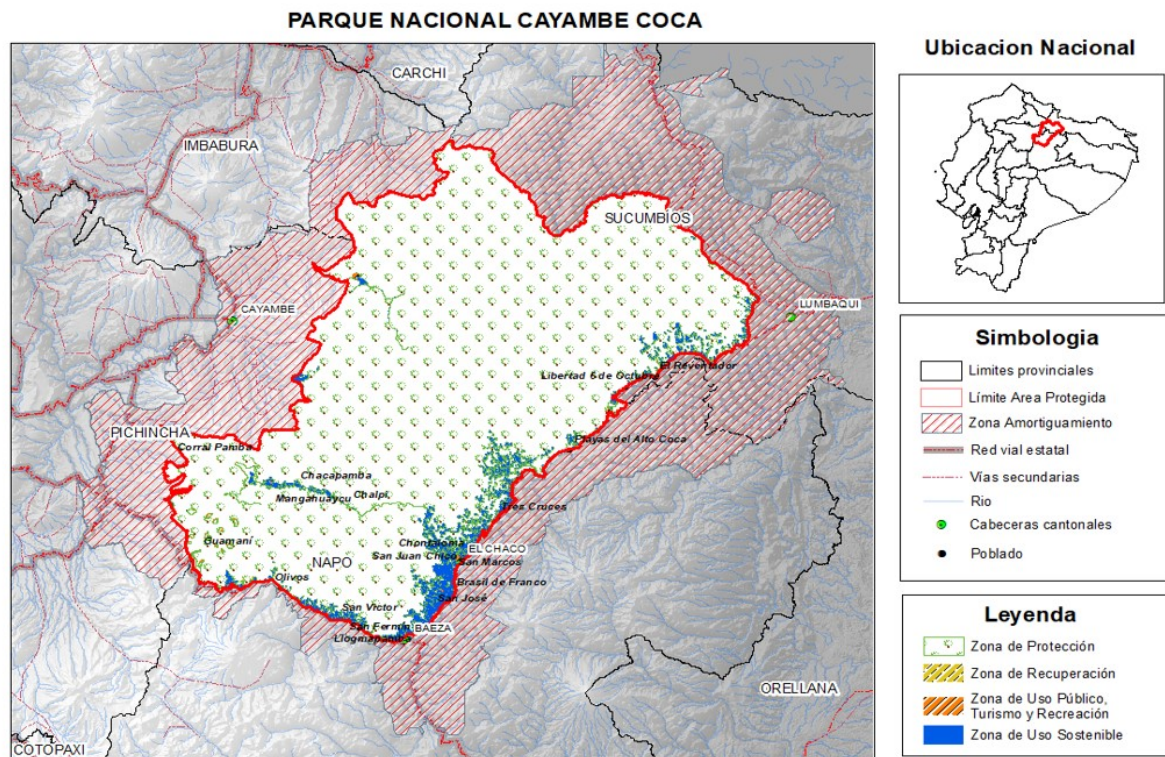 PARQUE NACIONAL CAYAMBE COCA
CARCHI
IMBABURA
SUCUMBIOS
CAYAMBE
LUMBAQUI
El Reventador
Libertad 5 de Octubre
PICHINCHA
Playas del Alto Coca
Corral Pamba
Chacapamba
Chalpi
Mangahuaycu
Tres Cruces
Guamaní
Chontaloma
EL CHACO
San Juan Chico
San Marcos
NAPO
Olivos
Brasil de Franco
San José
San Victor
San Fermin
BAEZA
Llogmapamba
ORELLANA
COTOPAXI
Ubicacion Nacional
Simbologia
Limites provinciales
Límite Area Protegida
Zona Amortiguamiento
Red vial estatal
Vías secundarias
Rio
Cabeceras cantonales
Poblado
Leyenda
Zona de Protección
Zona de Recuperación
Zona de Uso Público,
Turismo y Recreación
Zona de Uso Sostenible